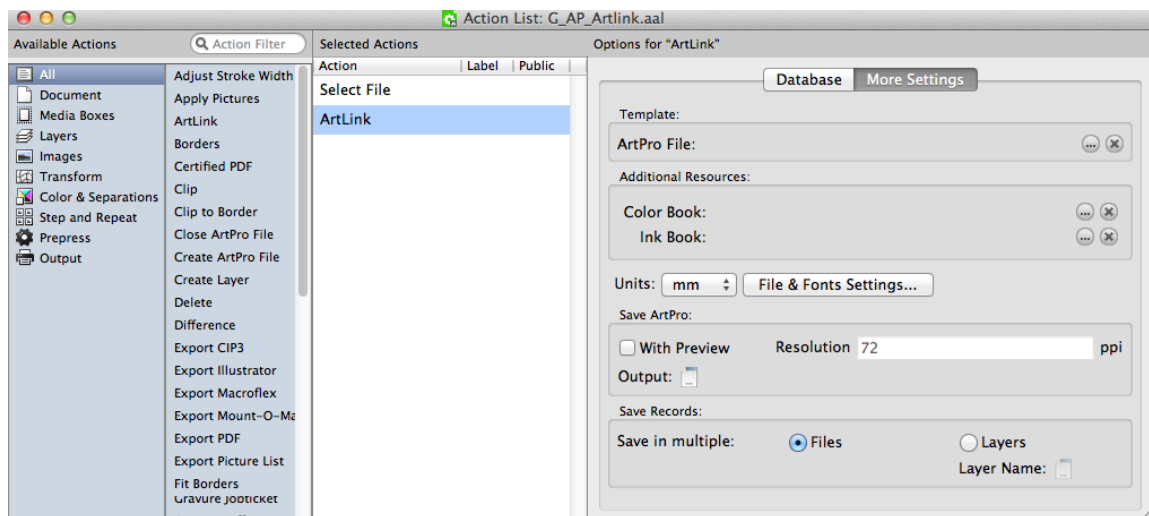 Action List: G_AP_Artlink.aal
Available Actions
Action Filter
Selected Actions
Options for "ArtLink"
All
Document
Media Boxes
Layers
Images
Transform
Color & Separations
Step and Repeat
Prepress
Output
Adjust Stroke Width
Apply Pictures
ArtLink
Borders
Certified PDF
Clip
Clip to Border
Close ArtPro File
Create ArtPro File
Create Layer
Delete
Difference
Export CIP3
Export Illustrator
Export Macroflex
Export Mount-O-Ma
Export PDF
Export Picture List
Fit Borders
Gravure Jobticket
Action Label Public
Select File
ArtLink
Database More Settings
Template:
ArtPro File:
Additional Resources:
Color Book:
Ink Book:
Units: mm File & Fonts Settings...
Save ArtPro:
With Preview Resolution 72 ppi
Output:
Save Records:
Save in multiple: Files Layers
Layer Name: